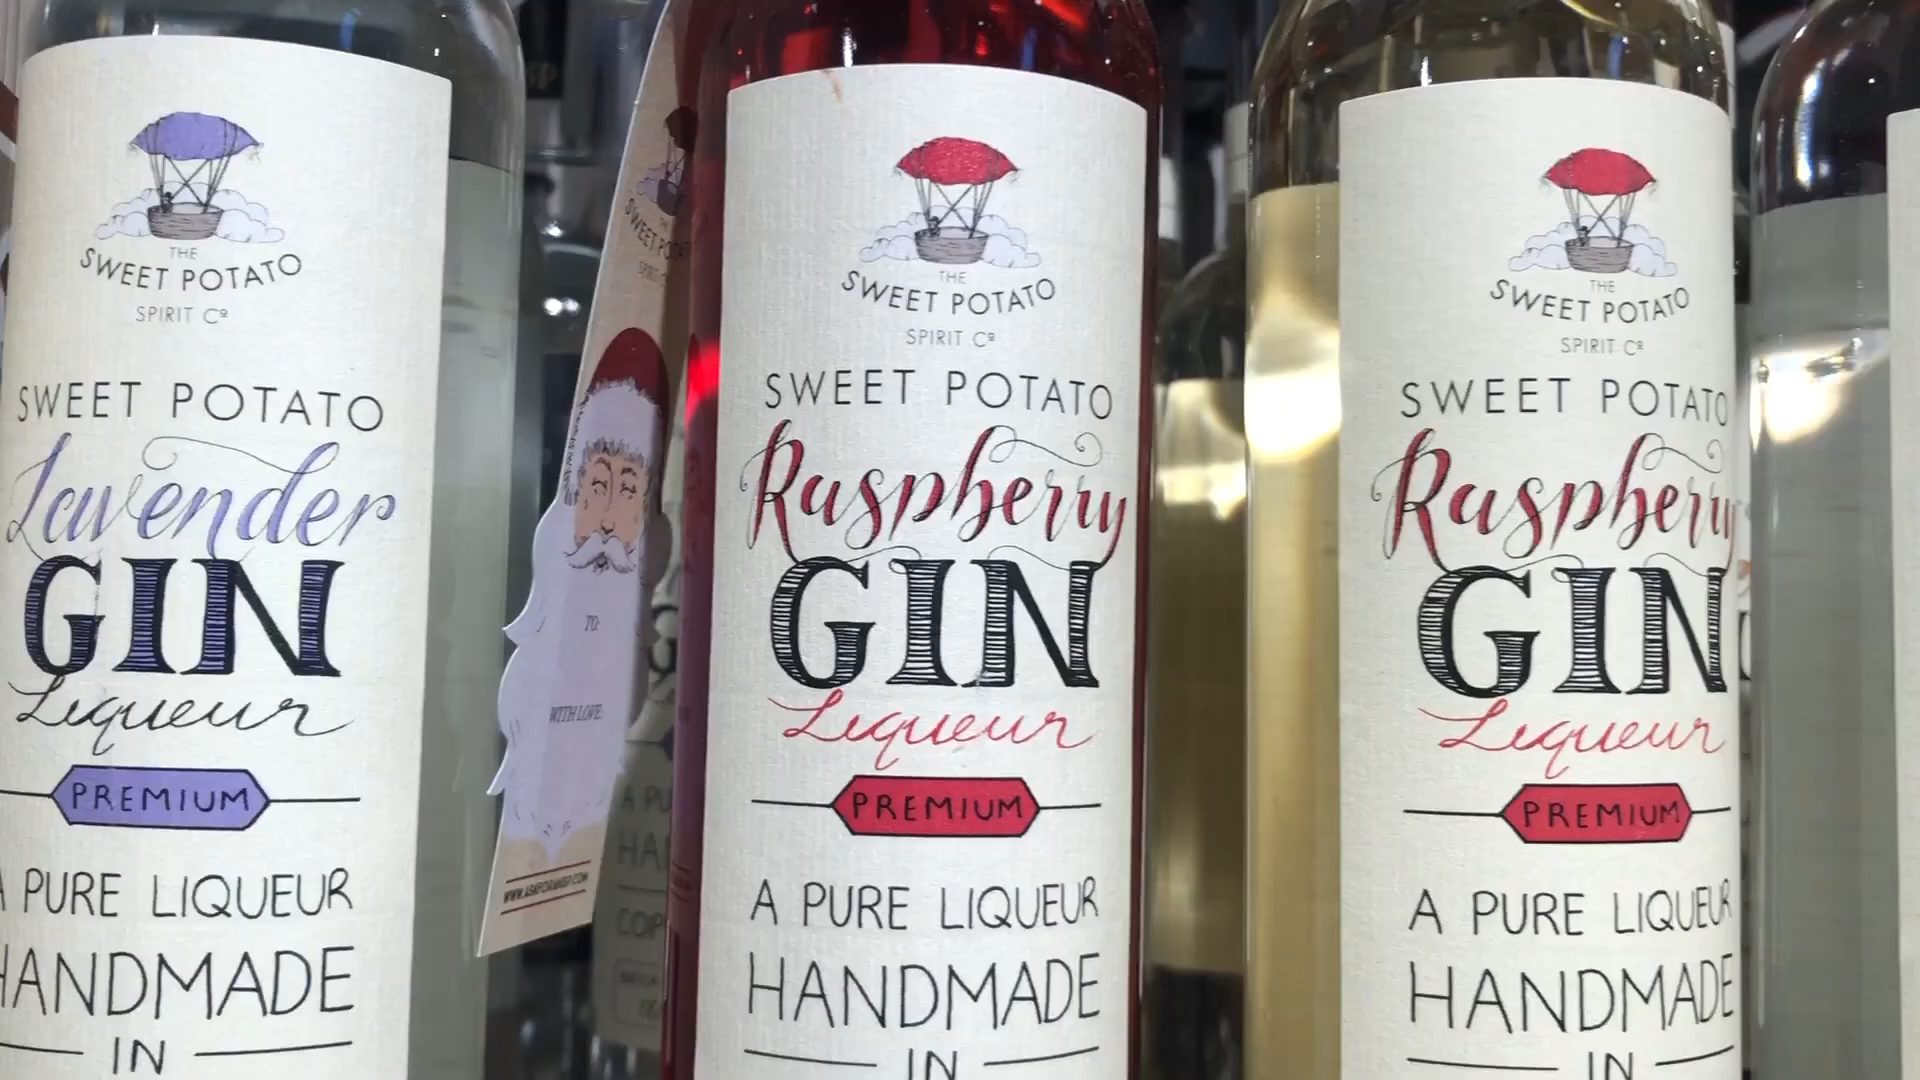 THE
SWEET POTATO
SPIRIT Cº
SWEET POTATO
Lavender
GIN
Liqueur
PREMIUM
A PURE LIQUEUR
HANDMADE
IN
TO:
WITH LOVE:
THE
SWEET POTATO
SPIRIT Cº
SWEET POTATO
Raspberry
GIN
Liqueur
PREMIUM
A PURE LIQUEUR
HANDMADE
IN
THE
SWEET POTATO
SPIRIT Cº
SWEET POTATO
Raspberry
GIN
Liqueur
PREMIUM
A PURE LIQUEUR
HANDMADE
IN